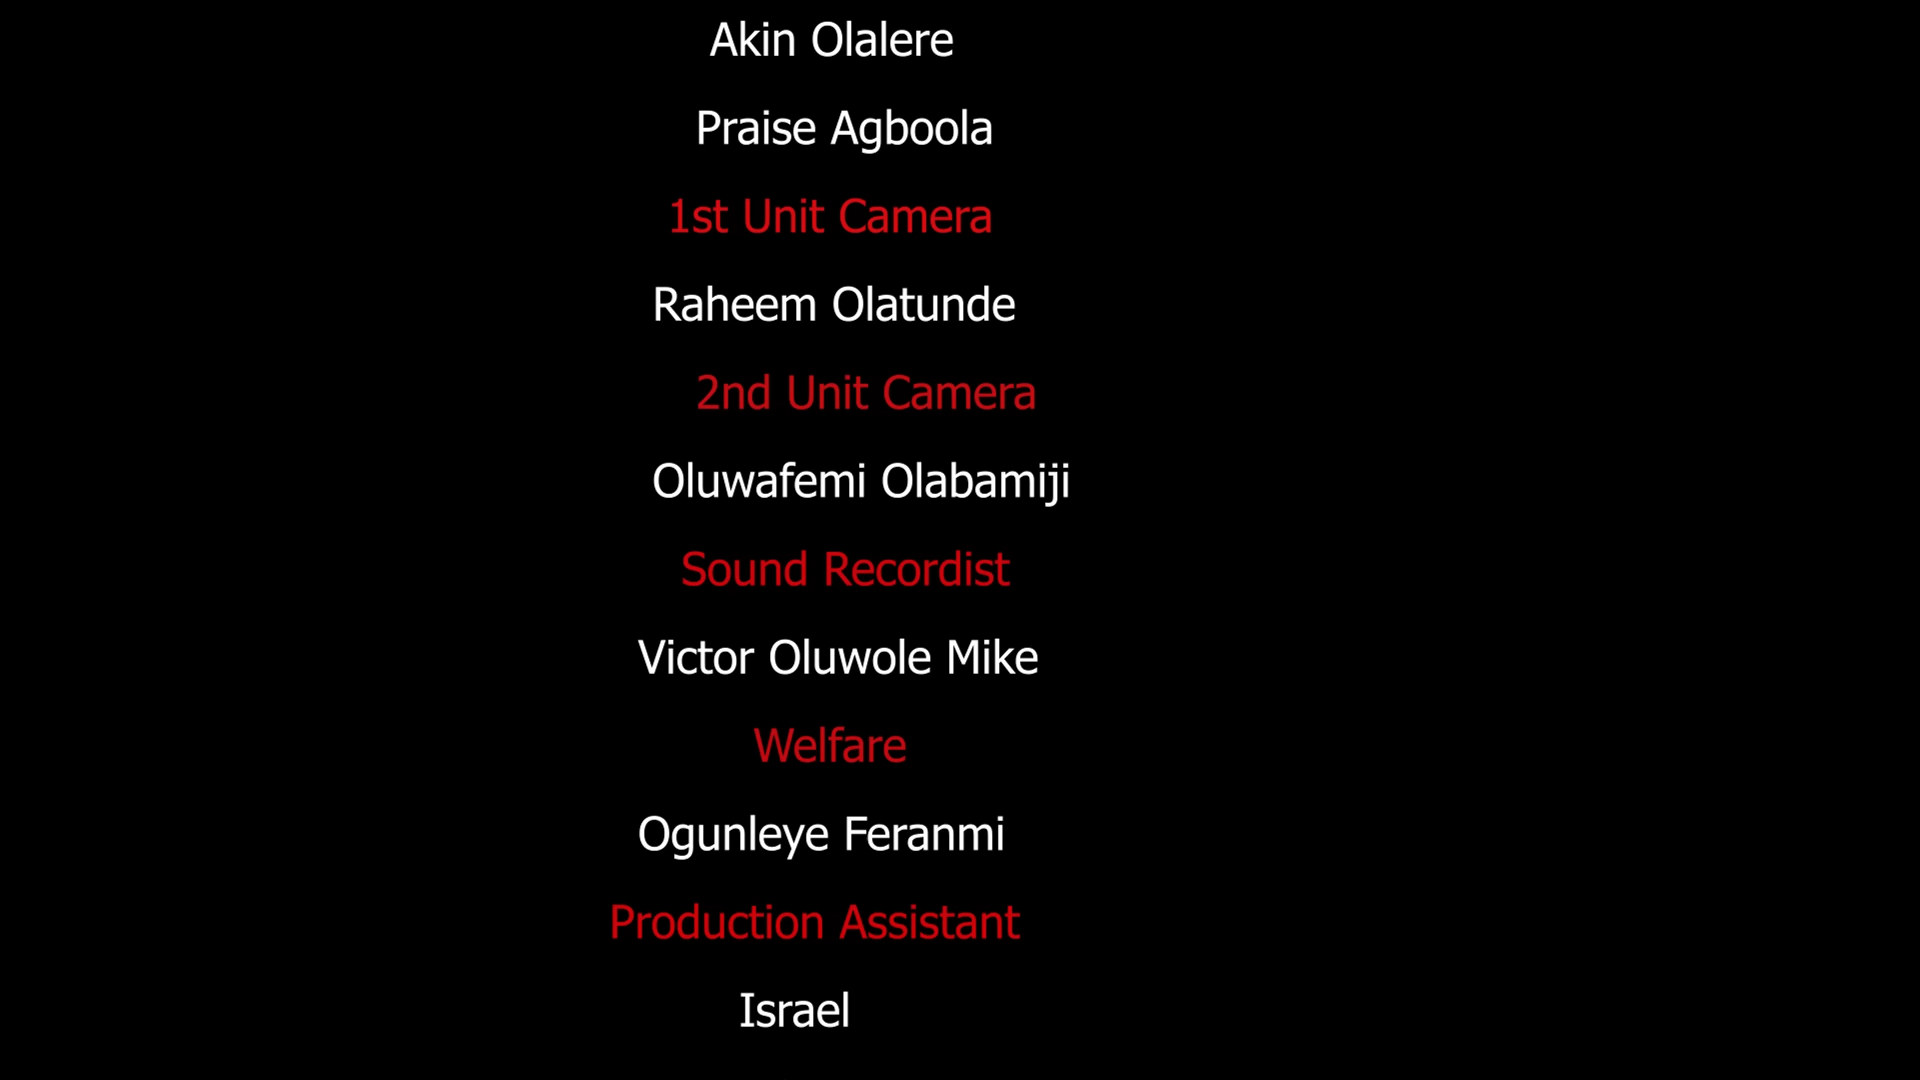 Akin Olalere
Praise Agboola
1st Unit Camera
Raheem Olatunde
2nd Unit Camera
Oluwafemi Olabamiji
Sound Recordist
Victor Oluwole Mike
Welfare
Ogunleye Feranmi
Production Assistant
Israel